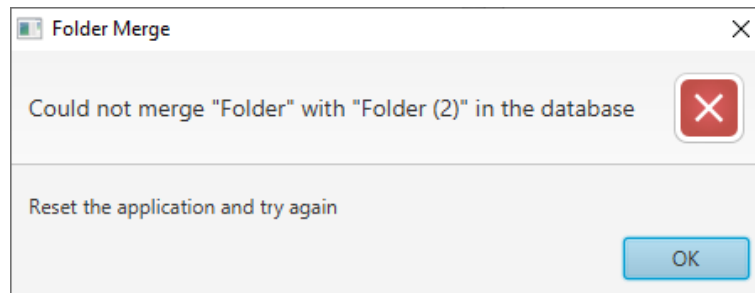 Folder Merge
Could not merge "Folder" with "Folder (2)" in the database
Reset the application and try again
OK